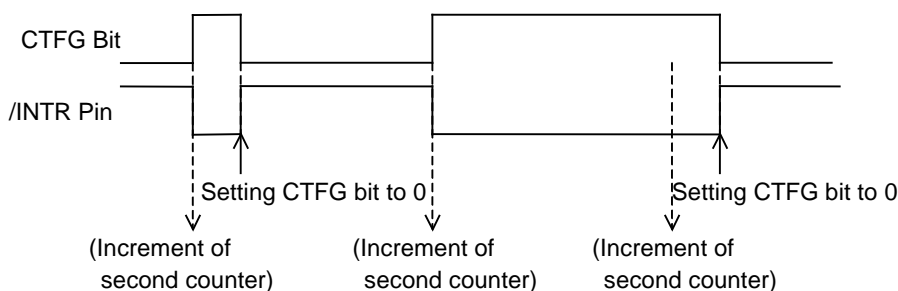 CTFG Bit
/INTR Pin
Setting CTFG bit to 0
Setting CTFG bit to 0
(Increment of
second counter)
(Increment of
second counter)
(Increment of
second counter)